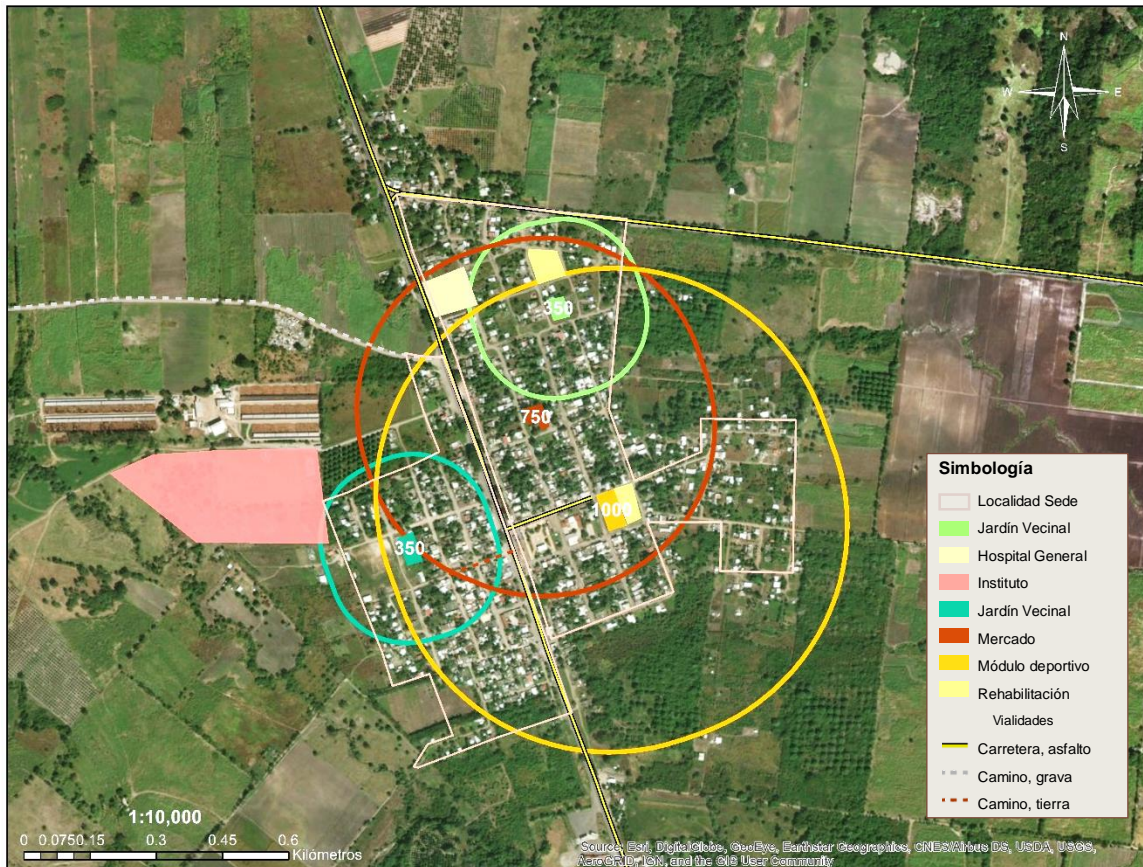 N
W
E
S
350
750
1000
350
Simbología
Localidad Sede
Jardín Vecinal
Hospital General
Instituto
Jardín Vecinal
Mercado
Módulo deportivo
Rehabilitación
Vialidades
Carretera, asfalto
Camino, grava
Camino, tierra
1:10,000
0 0.0750.15 0.3 0.45 0.6
Kilómetros
Source: Esri, DigitalGlobe, GeoEye, Earthstar Geographics, CNES/Airbus DS, USDA, USGS,
AeroGRID, IGN, and the GIS User Community